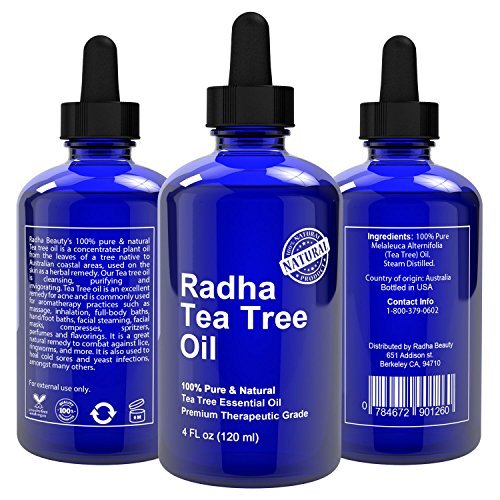 Radha Beauty's 100% pure & natural
Tea tree oil is a concentrated plant oil
from the leaves of a tree native to
Australian coastal areas, used on the
skin as a herbal remedy. Our Tea tree oil
is cleansing, purifying and
invigorating. Tea Tree oil is an excellent
remedy for acne and is commonly used
for aromatherapy practices such as
massage, inhalation, full-body baths,
hand/foot baths, facial steaming, facial
masks, compresses, spritzers,
perfumes and flavorings. It is a great
natural remedy to combat against lice,
ringworms, and more. It is also used to
heal cold sores and yeast infections,
amongst many others.
For external use only.
100%
6 M
100% NATURAL
NATURAL
PRODUCT
Radha
Tea Tree
Oil
100% Pure & Natural
Tea Tree Essential Oil
Premium Therapeutic Grade
4 FL oz (120 ml)
Ingredients: 100% Pure
Melaleuca Alternifolia
(Tea Tree) Oil.
Steam Distilled.
Country of origin: Australia
Bottled in USA
Contact Info
1-800-379-0602
Distributed by Radha Beauty
651 Addison st.
Berkeley CA, 94710
0 784672 901260